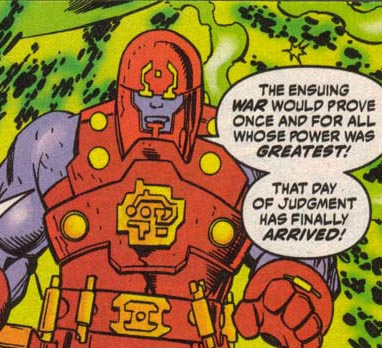 THE ENSUING
WAR WOULD PROVE
ONCE AND FOR ALL
WHOSE POWER WAS
GREATEST!
THAT DAY
OF JUDGMENT
HAS FINALLY
ARRIVED!